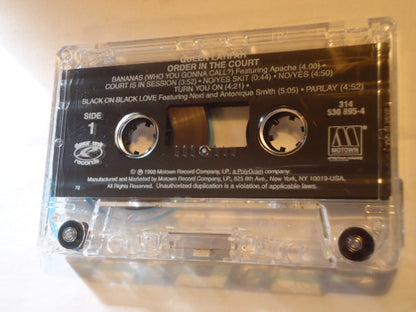 QUEEN LATIFAH
ORDER IN THE COURT
BANANAS (WHO YOU GONNA CALL?) Featuring Apache (4:00) •
COURT IS IN SESSION (3:52) • NO/YES SKIT (0:44) • NO/YES (4:50)
TURN YOU ON (4:21) •
BLACK ON BLACK LOVE Featuring Next and Antonique Smith (5:05) • PARLAY (4:52)
SIDE
1
314
530 895-4
records
M
MOTOWN
℗ © 1998 Motown Record Company, L.P., a PolyGram company.
Manufactured and Marketed by Motown Record Company, L.P., 825 8th Ave., New York, NY 10019-USA.
All Rights Reserved. Unauthorized duplication is a violation of applicable laws.
72